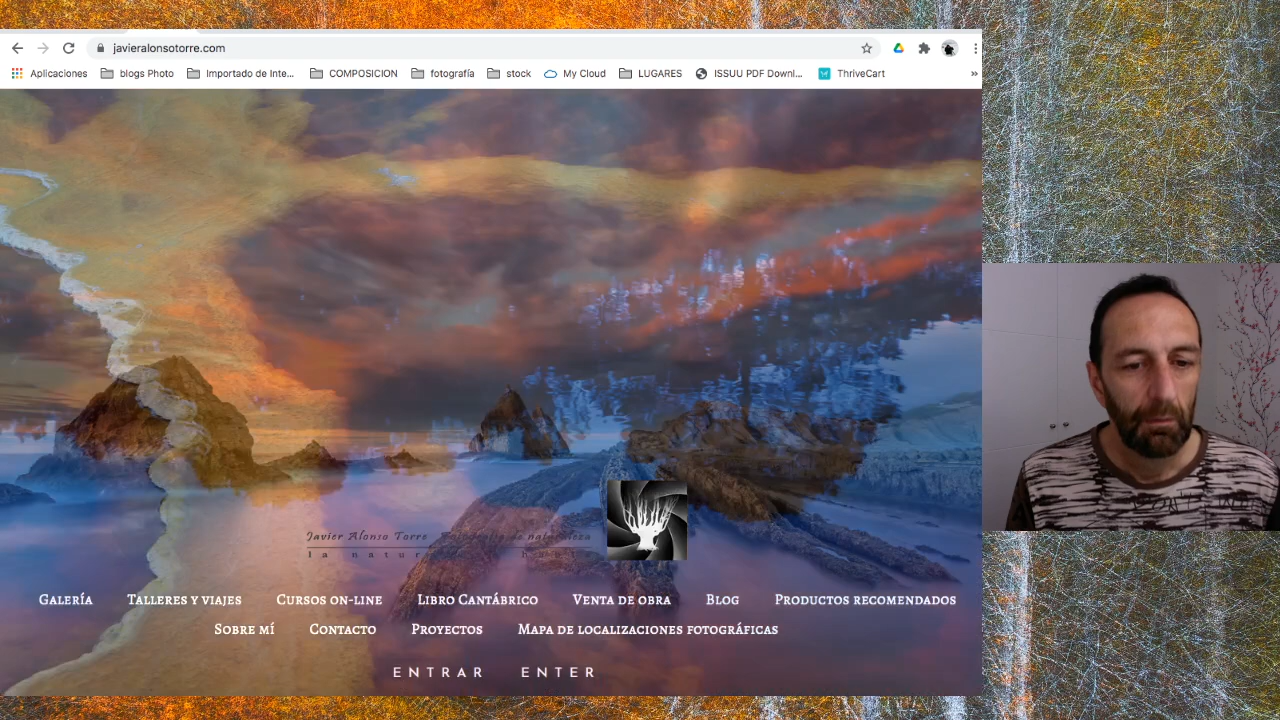 javieralonsotorre.com
Aplicaciones blogs Photo Importado de Inte... COMPOSICION fotografía stock My Cloud LUGARES ISSUU PDF Downl... ThriveCart »
Javier Alonso Torre
GALERÍA TALLERES Y VIAJES CURSOS ON-LINE LIBRO CANTÁBRICO VENTA DE OBRA BLOG PRODUCTOS RECOMENDADOS
SOBRE MÍ CONTACTO PROYECTOS MAPA DE LOCALIZACIONES FOTOGRÁFICAS
ENTRAR ENTER